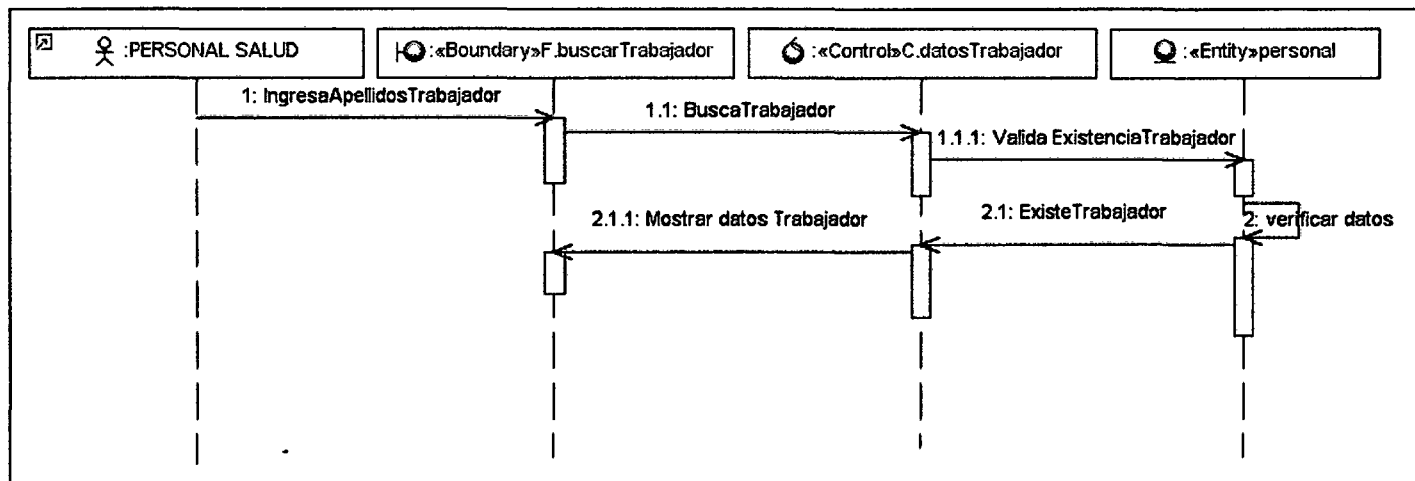 :PERSONAL SALUD
:«Boundary»F.buscarTrabajador
:«Control»C.datosTrabajador
:«Entity»personal
1: IngresaApellidosTrabajador
1.1: BuscaTrabajador
1.1.1: Valida ExistenciaTrabajador
2: verificar datos
2.1: ExisteTrabajador
2.1.1: Mostrar datos Trabajador